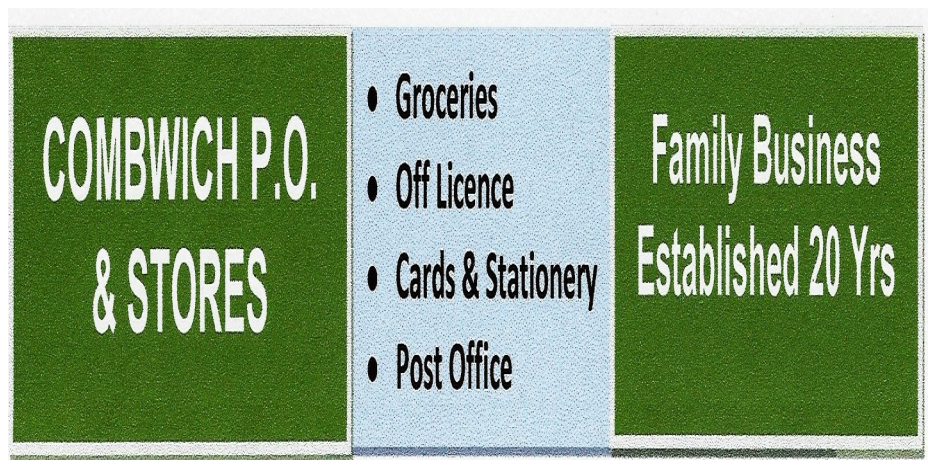 COMBWICH P.O.
& STORES
• Groceries
• Off Licence
• Cards & Stationery
• Post Office
Family Business
Established 20 Yrs